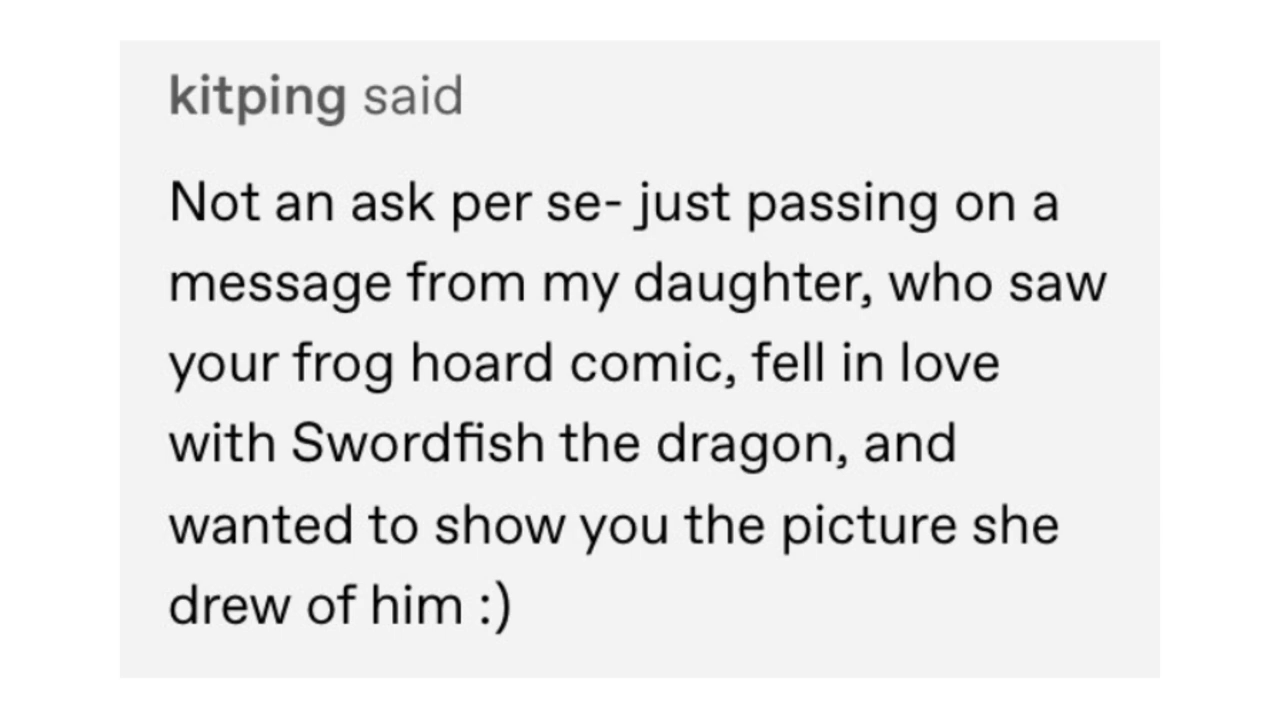 kitping said
Not an ask per se- just passing on a
message from my daughter, who saw
your frog hoard comic, fell in love
with Swordfish the dragon, and
wanted to show you the picture she
drew of him :)